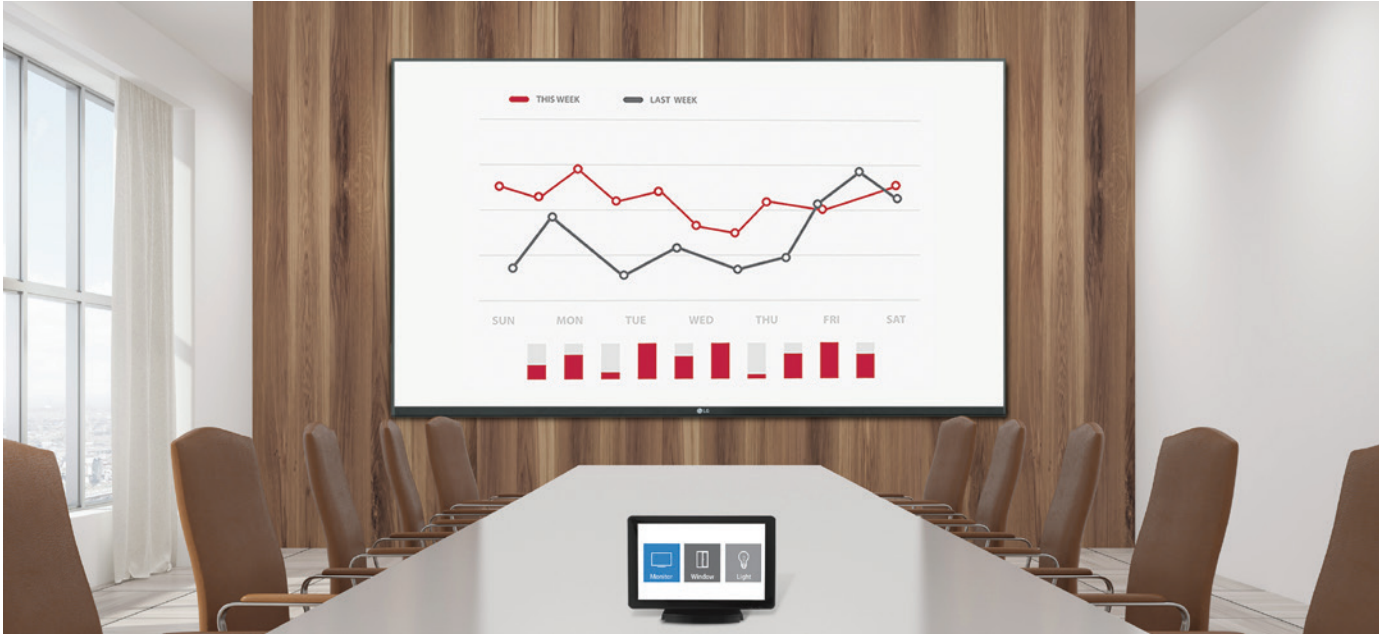 THIS WEEK LAST WEEK
SUN MON TUE WED THU FRI SAT
LG
Monitor Window Light